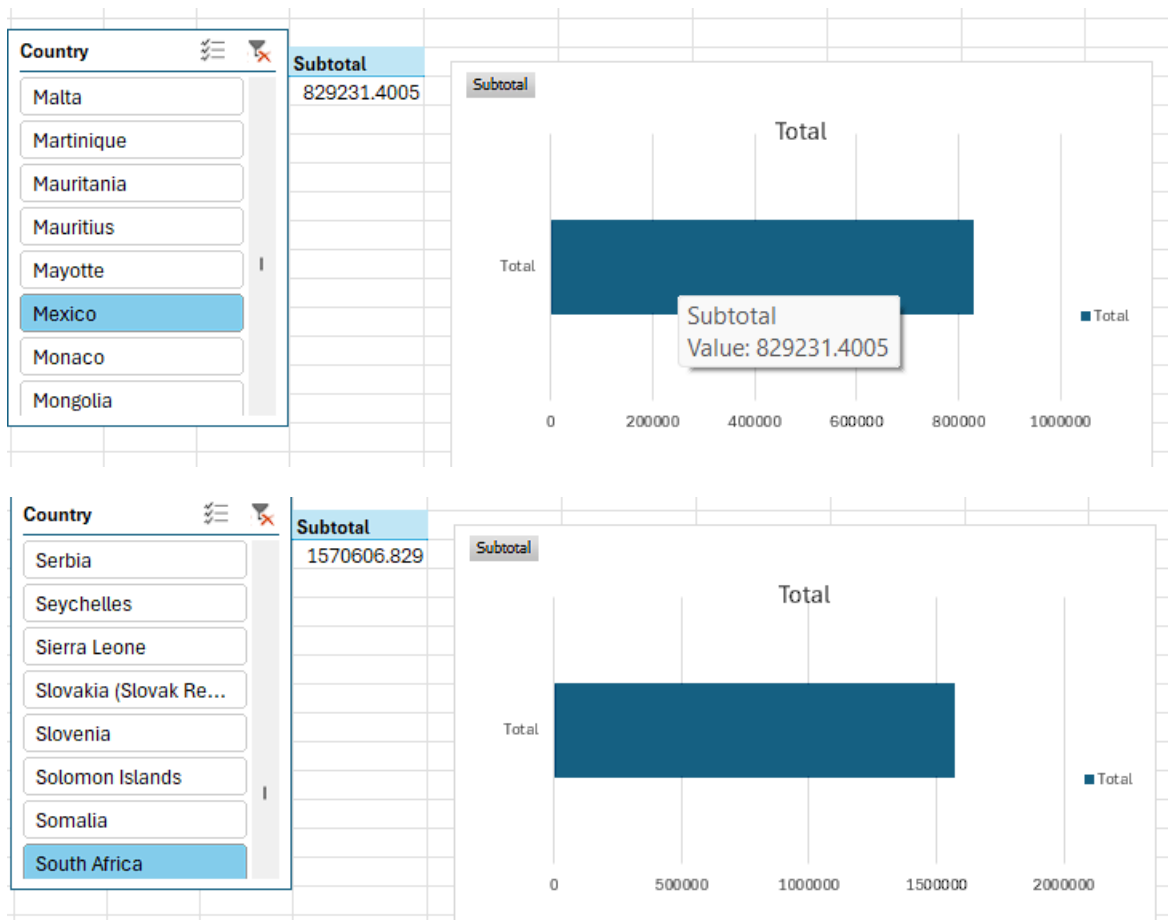 Country
Malta
Martinique
Mauritania
Mauritius
Mayotte
Mexico
Monaco
Mongolia
Subtotal
829231.4005
Subtotal
Total
Total
Subtotal
Value: 829231.4005
Total
0 200000 400000 600000 800000 1000000
Country
Serbia
Seychelles
Sierra Leone
Slovakia (Slovak Re...
Slovenia
Solomon Islands
Somalia
South Africa
Subtotal
1570606.829
Subtotal
Total
Total
Total
0 500000 1000000 1500000 2000000